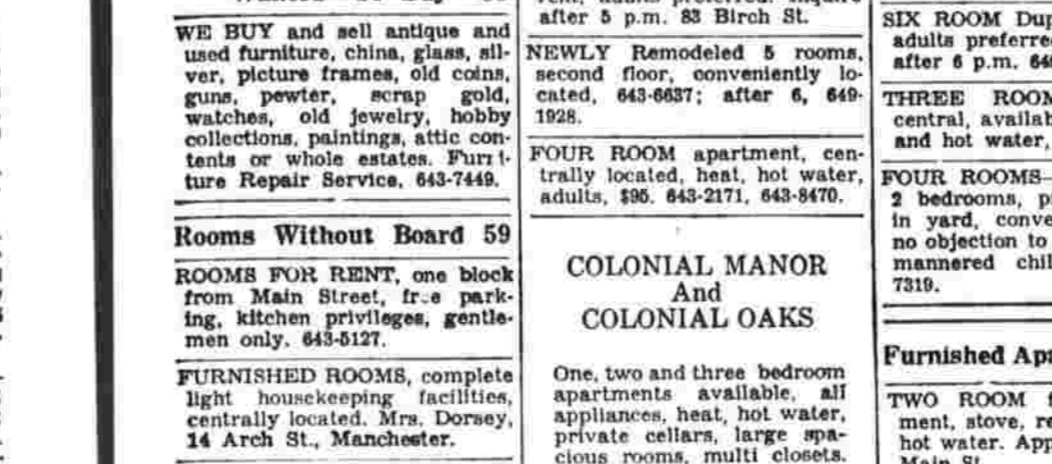 WE BUY and sell antique and
used furniture, china, glass, sil-
ver, picture frames, old coins,
guns, pewter, scrap gold,
watches, old jewelry, hobby
collections, paintings, attic con-
tents or whole estates. Furni-
ture Repair Service, 643-7449.
Rooms Without Board 59
ROOMS FOR RENT, one block
from Main Street, free park-
ing, kitchen privileges, gentle-
men only. 643-5127.
FURNISHED ROOMS, complete
light housekeeping facilities,
centrally located. Mrs. Dorsey,
14 Arch St., Manchester.
after 5 p.m. 83 Birch St.
NEWLY Remodeled 5 rooms,
second floor, conveniently lo-
cated, 643-6637; after 6, 649-
1928.
FOUR ROOM apartment, cen-
trally located, heat, hot water,
adults, $95. 643-2171, 643-8470.
COLONIAL MANOR
And
COLONIAL OAKS
One, two and three bedroom
apartments available, all
appliances, heat, hot water,
private cellars, large spa-
cious rooms, multi closets.
SIX ROOM Dup
adults preferre
after 6 p.m. 64
THREE ROOM
central, availab
and hot water,
FOUR ROOMS—
2 bedrooms, p
in yard, conve
no objection to
mannered chil
7319.
Furnished Apa
TWO ROOM f
ment, stove, re
hot water. App
Main St.